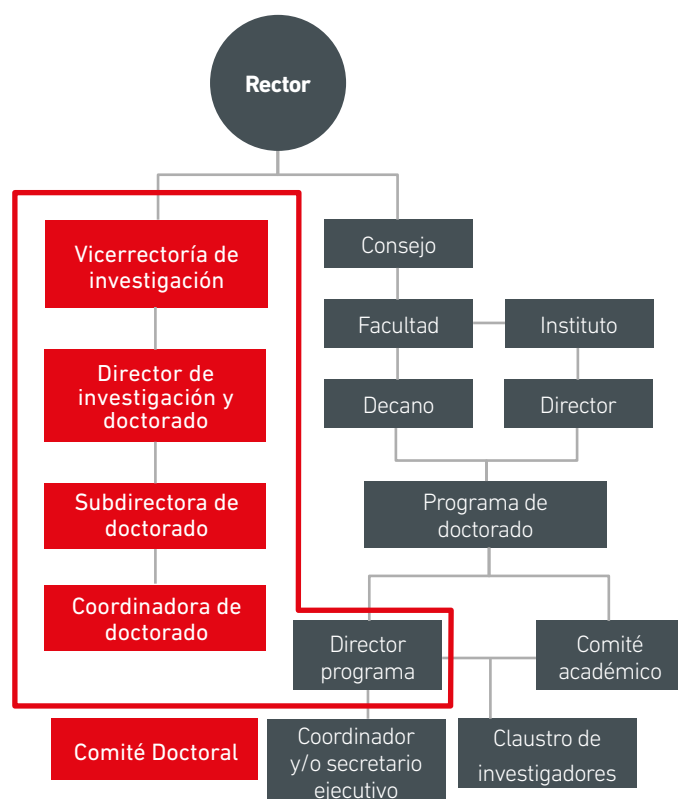 Rector
Vicerrectoría de
investigación
Consejo
Facultad
Instituto
Director de
investigación y
doctorado
Decano
Director
Subdirectora de
doctorado
Programa de
doctorado
Coordinadora de
doctorado
Director
programa
Comité
académico
Comité Doctoral
Coordinador
y/o secretario
ejecutivo
Claustro de
investigadores